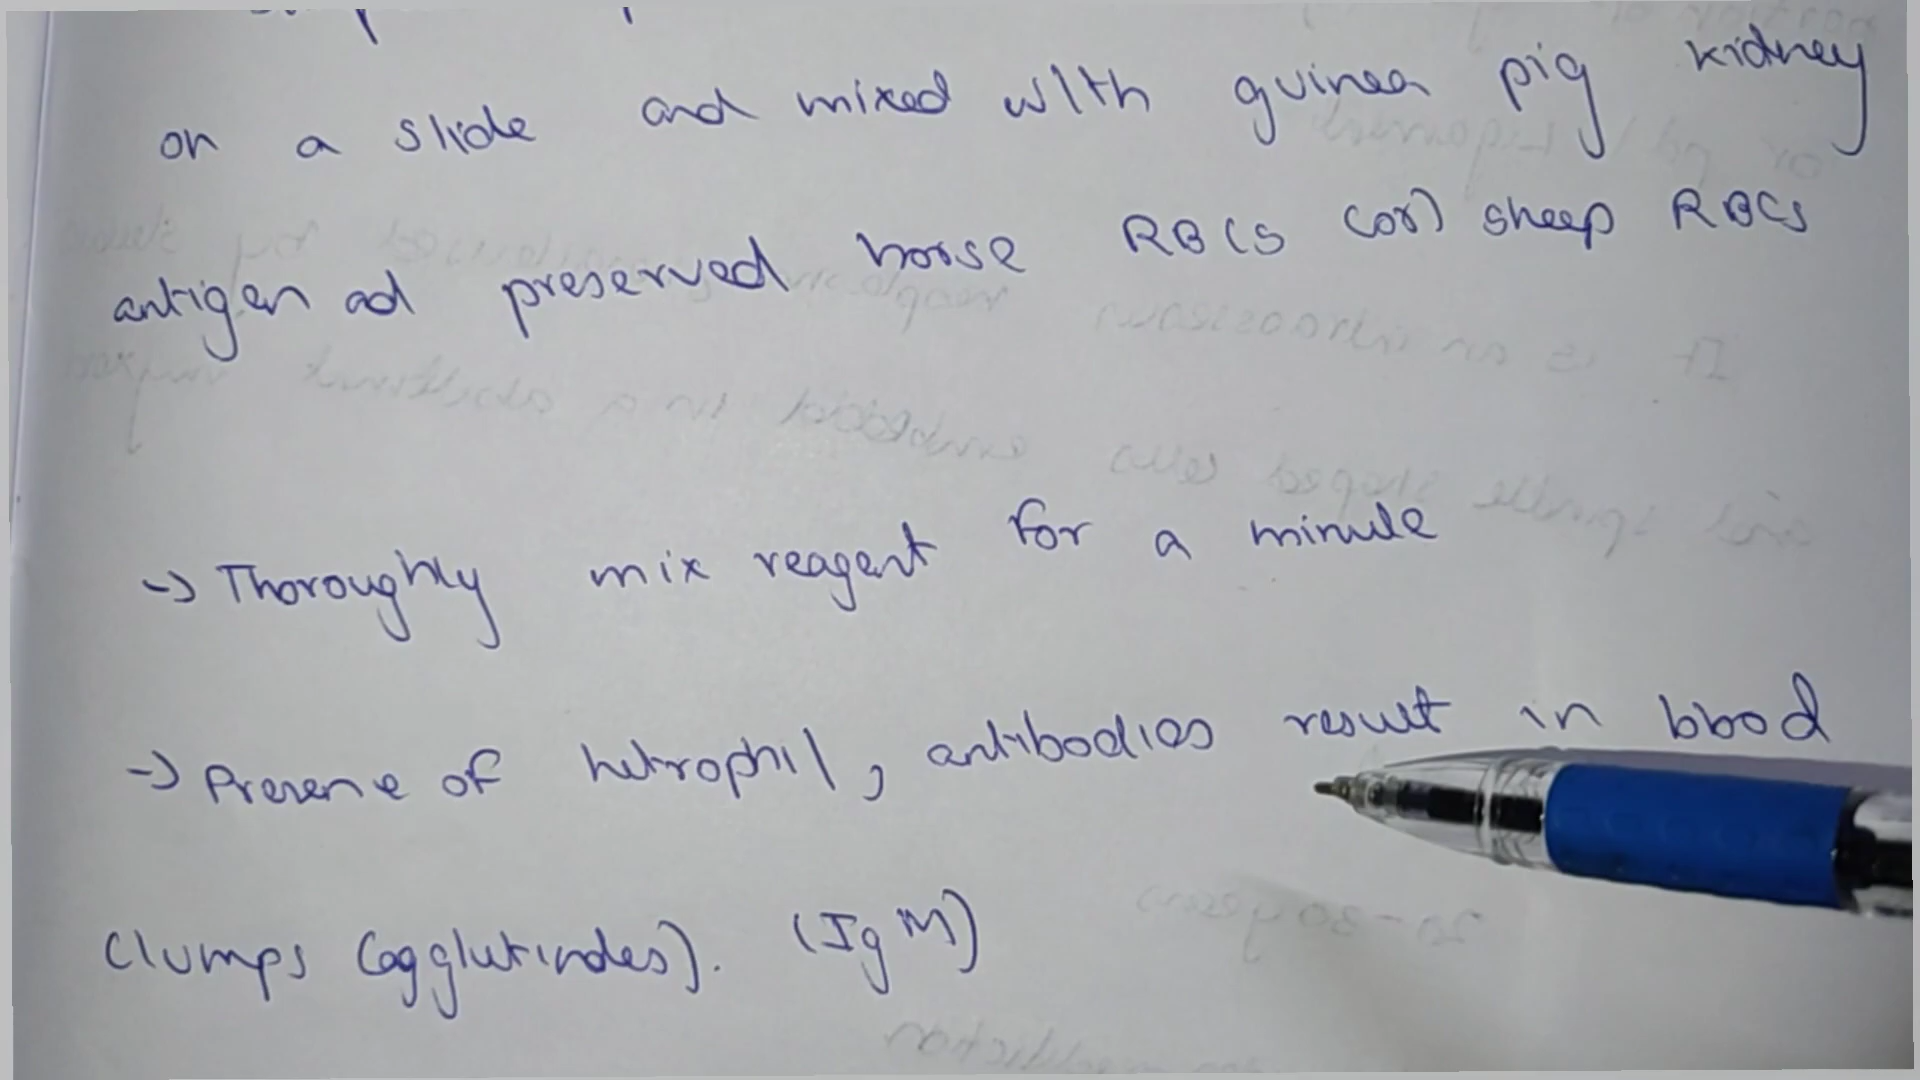 on a slide and mixed with guinea pig kidney
antigen ad preserved horse RBCs (or) sheep RBCs
-> Thoroughly mix reagent for a minute
-> Presene of hetrophil, antibodies result in blood
clumps (agglutindes). (IgM)